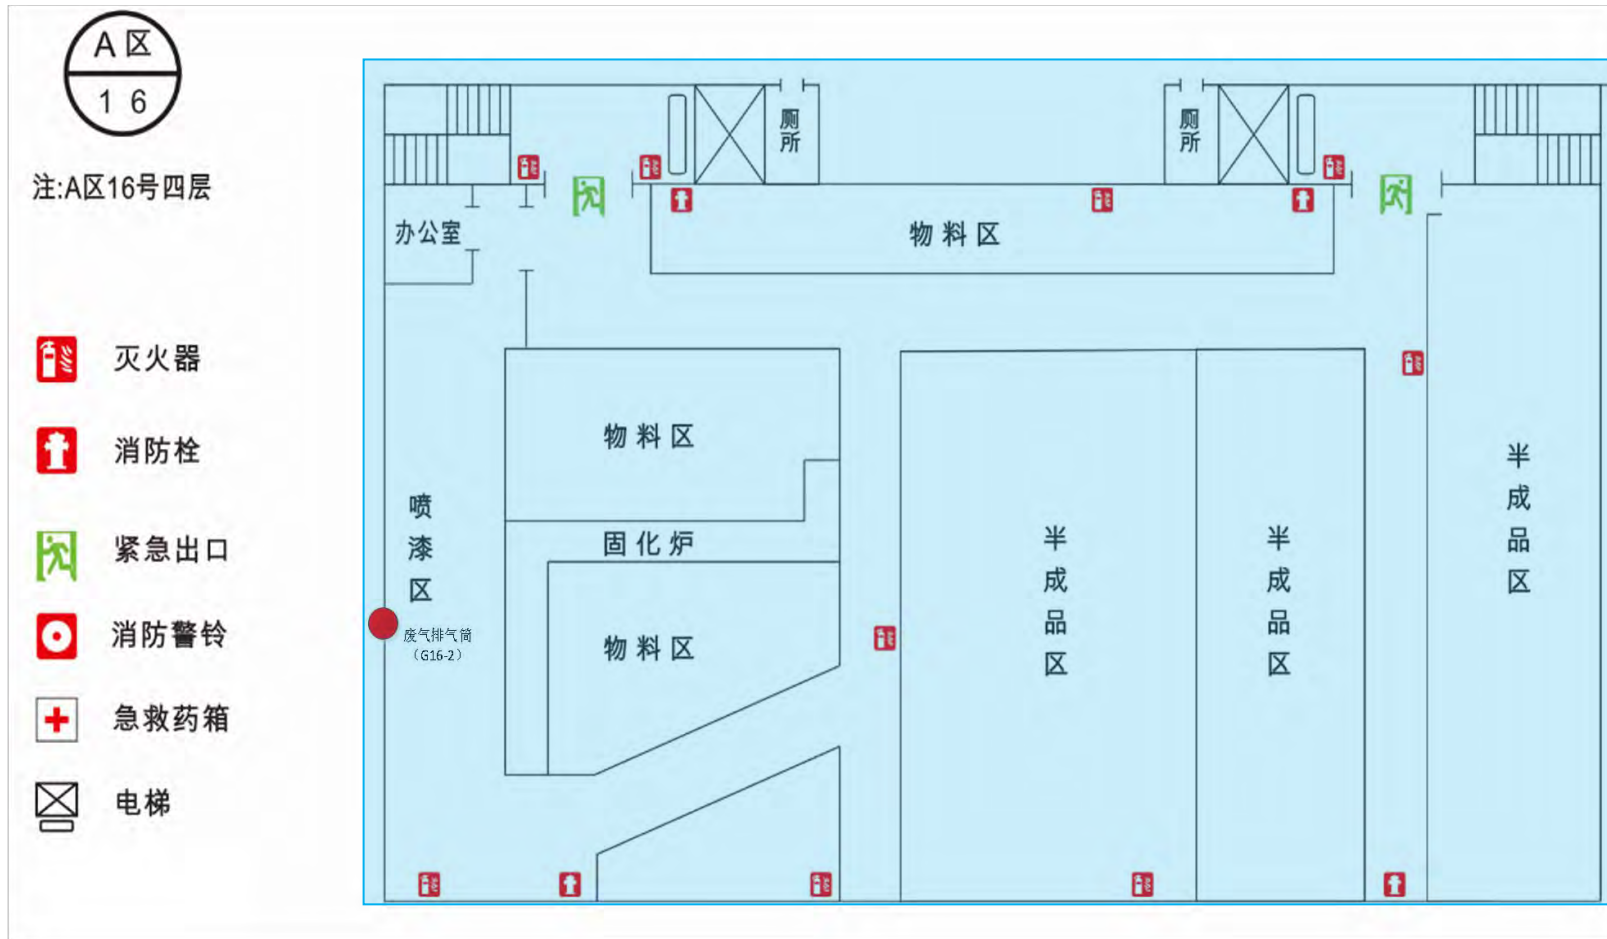 A区
16
注:A区16号四层
灭火器
消防栓
紧急出口
消防警铃
急救药箱
电梯
厕所
厕所
办公室
物料区
物料区
固化炉
物料区
喷漆区
废气排气筒
（G16-2）
半成品区
半成品区
半成品区